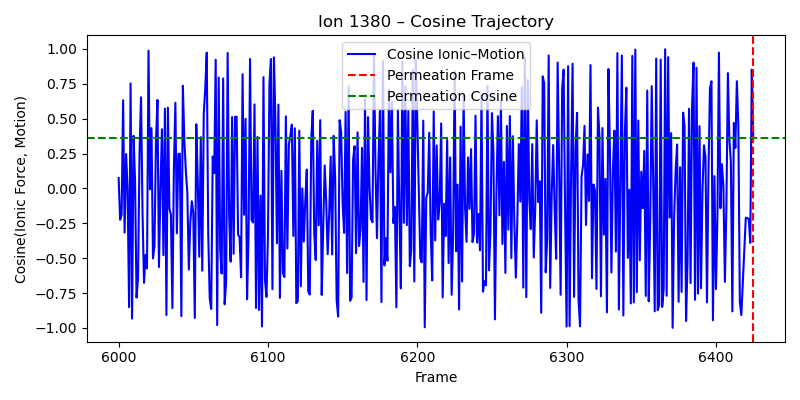 Ion 1380 – Cosine Trajectory
Cosine Ionic–Motion
Permeation Frame
Permeation Cosine
Cosine(Ionic Force, Motion)
1.00
0.75
0.50
0.25
0.00
−0.25
−0.50
−0.75
−1.00
6000 6100 6200 6300 6400
Frame